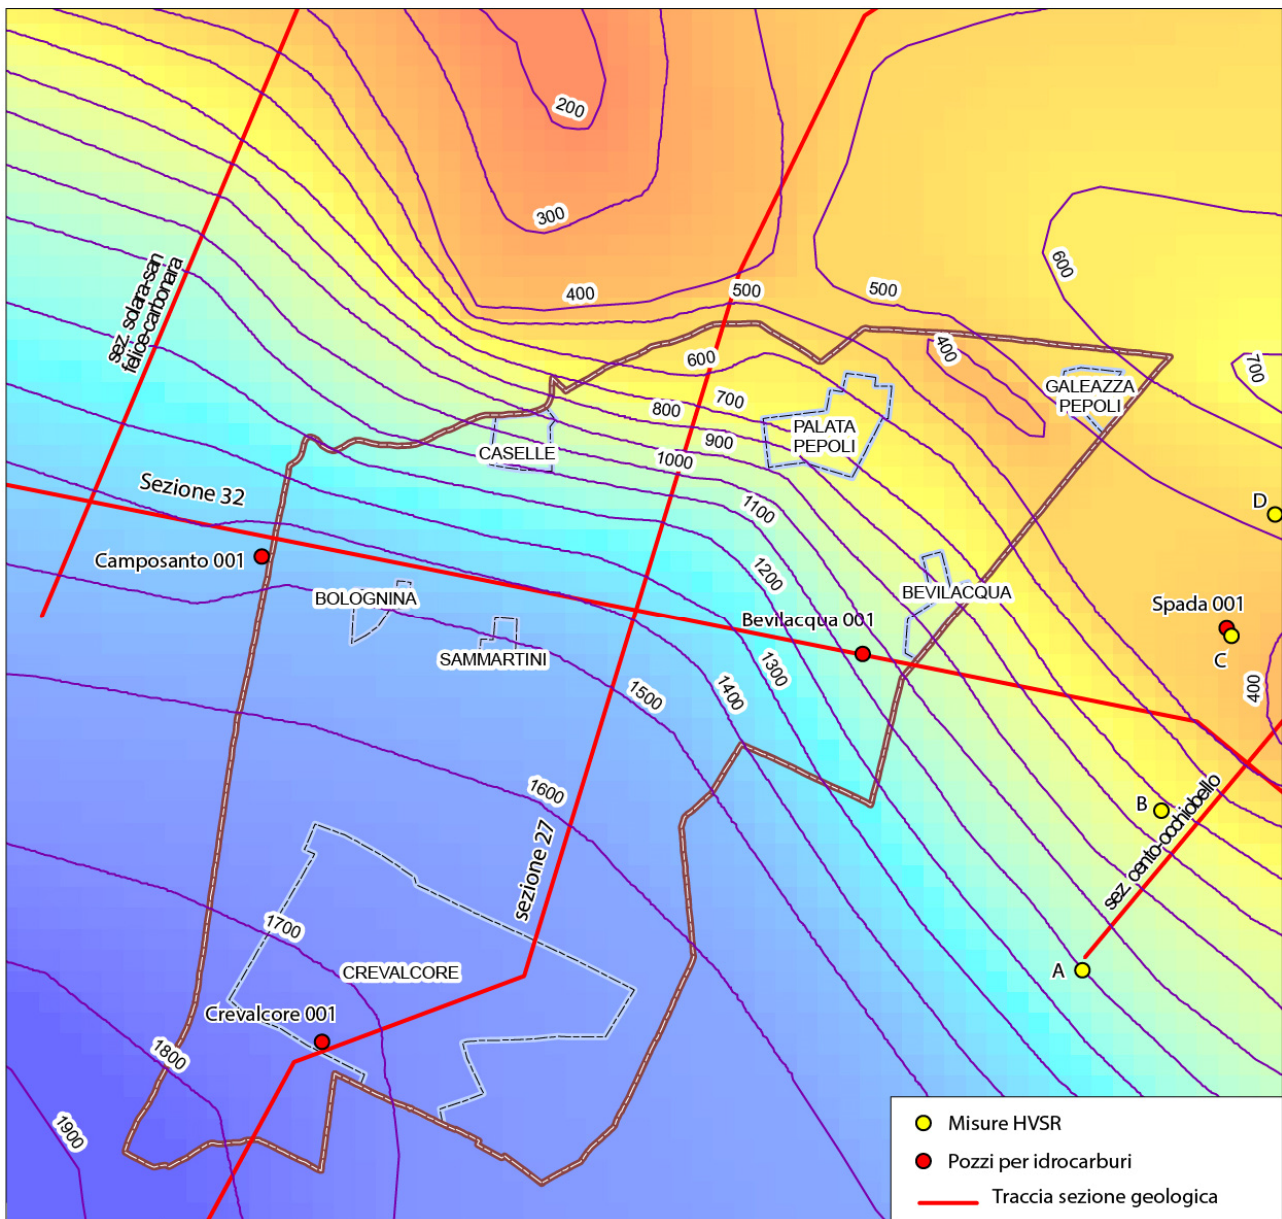 200
300
400
500
500
600
600
700
400
sez. solara-san
felice-carbonara
GALEAZZA
PEPOLI
700
800
900
PALATA
PEPOLI
CASELLE
1000
Sezione 32
1100
D
Camposanto 001
1200
BOLOGNINA
BEVILACQUA
Spada 001
Bevilacqua 001
C
SAMMARTINI
1300
1400
1500
400
1600
B
sez. cento-occhiobello
sezione 27
1700
CREVALCORE
A
Crevalcore 001
1800
1900
Misure HVSR
Pozzi per idrocarburi
Traccia sezione geologica